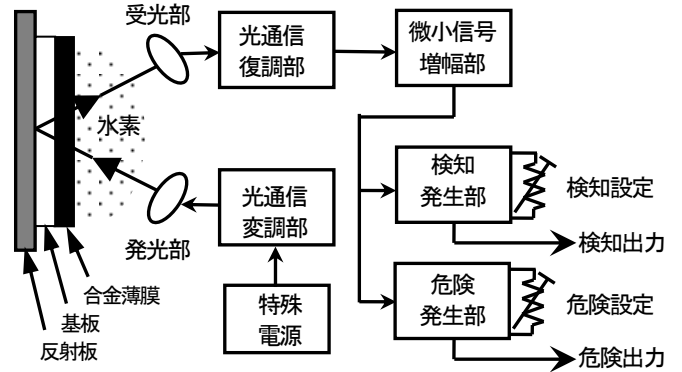 受光部
光通信
復調部
微小信号
増幅部
水素
検知
発生部
検知設定
検知出力
光通信
変調部
発光部
特殊
電源
危険
発生部
危険設定
危険出力
合金薄膜
基板
反射板